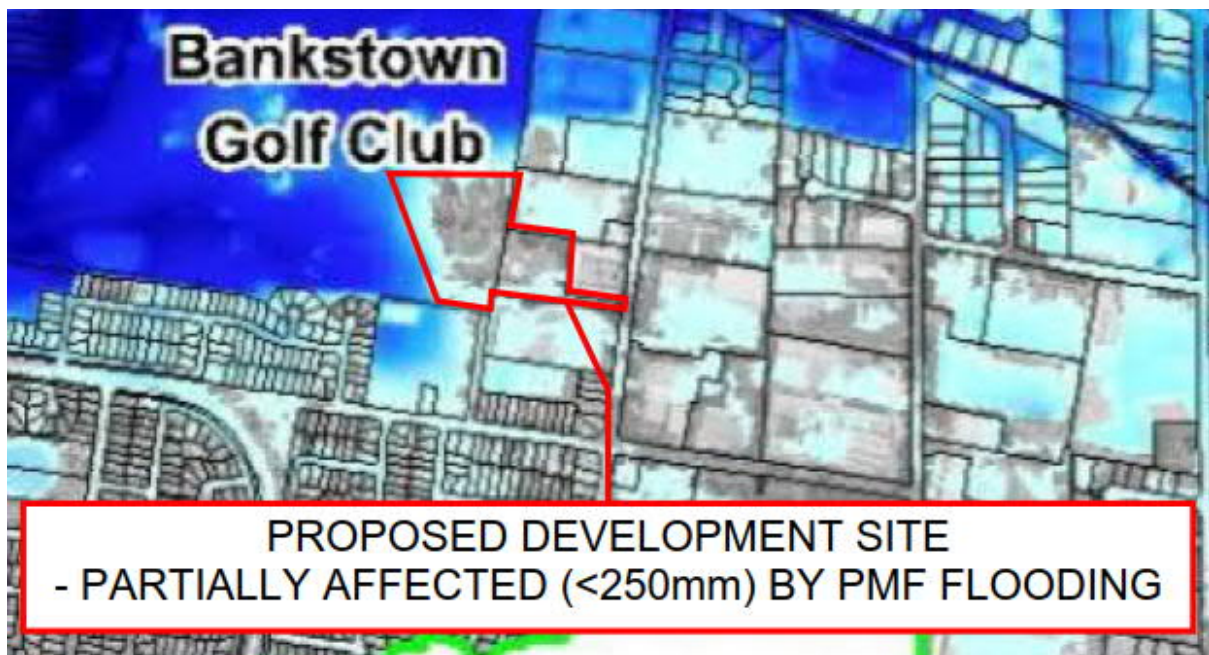 Bankstown
Golf Club
PROPOSED DEVELOPMENT SITE
- PARTIALLY AFFECTED (<250mm) BY PMF FLOODING